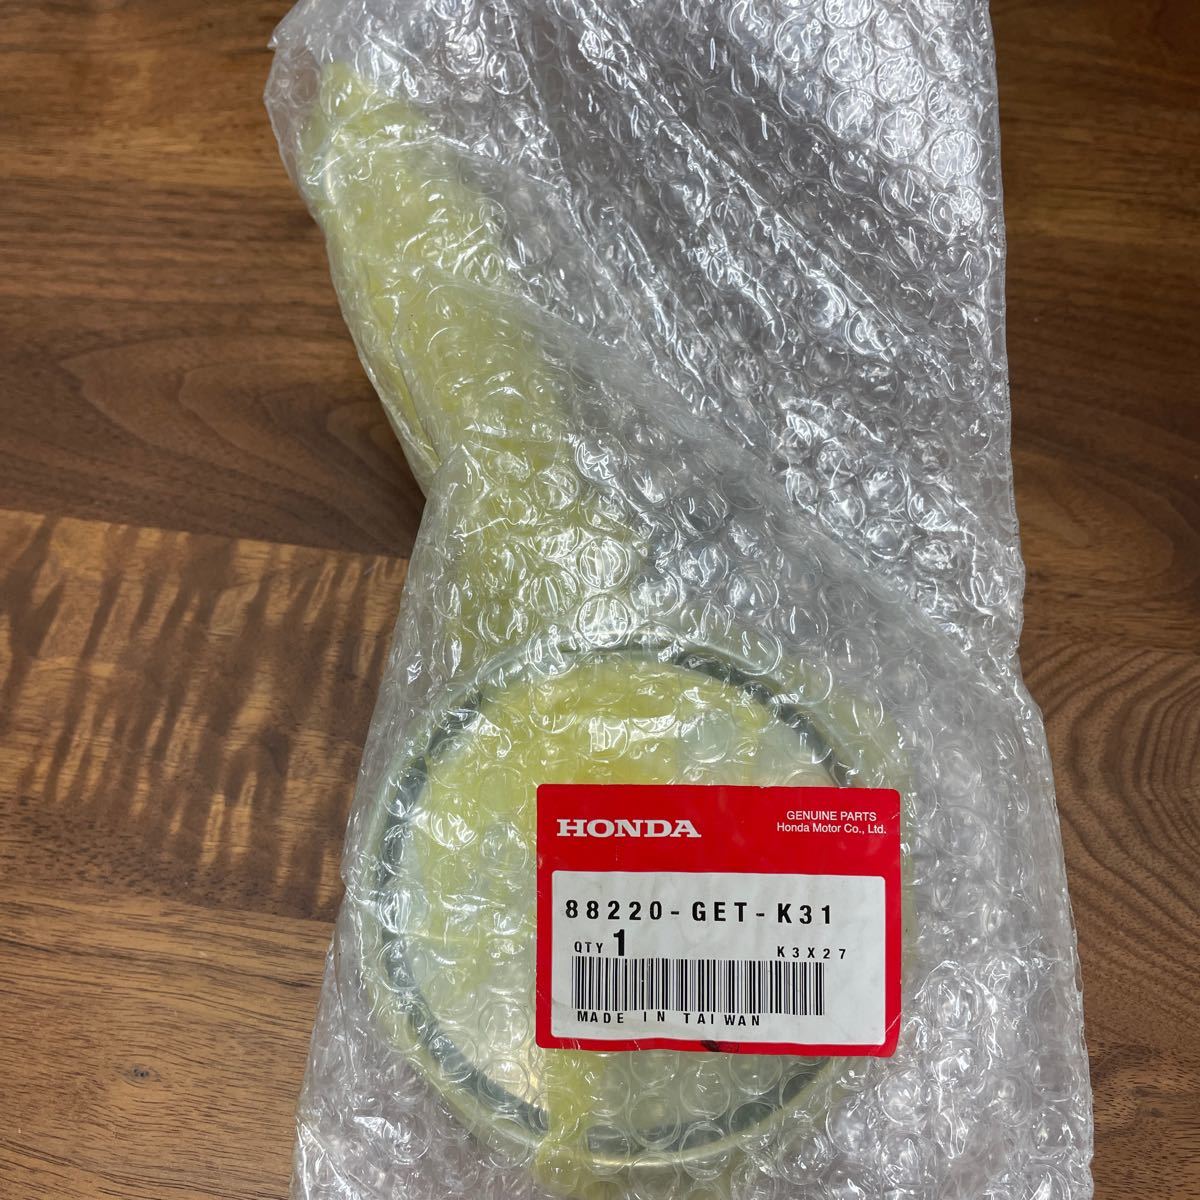 HONDA
GENUINE PARTS
Honda Motor Co., Ltd.
88220-GET-K31
QTY 1 K3X27
MADE IN TAIWAN